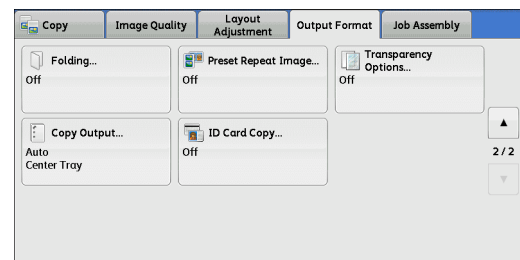 Copy
Image Quality
Layout
Adjustment
Output Format
Job Assembly
Folding...
Off
Preset Repeat Image...
Off
Transparency
Options...
Off
Copy Output...
Auto
Center Tray
ID Card Copy...
Off
2 / 2